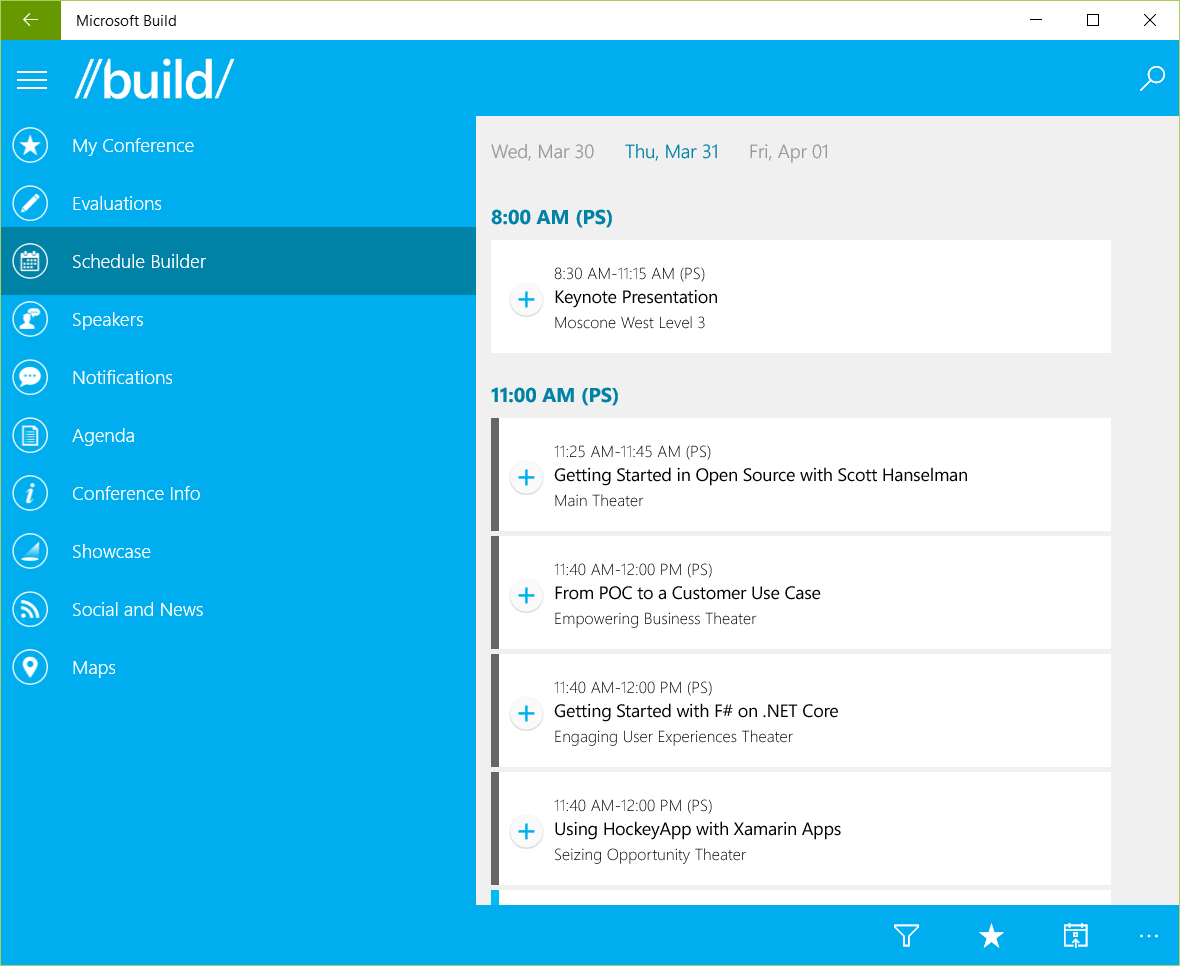 Microsoft Build
//build/
My Conference
Evaluations
Schedule Builder
Speakers
Notifications
Agenda
Conference Info
Showcase
Social and News
Maps
Wed, Mar 30 Thu, Mar 31 Fri, Apr 01
8:00 AM (PS)
8:30 AM-11:15 AM (PS)
Keynote Presentation
Moscone West Level 3
11:00 AM (PS)
11:25 AM-11:45 AM (PS)
Getting Started in Open Source with Scott Hanselman
Main Theater
11:40 AM-12:00 PM (PS)
From POC to a Customer Use Case
Empowering Business Theater
11:40 AM-12:00 PM (PS)
Getting Started with F# on .NET Core
Engaging User Experiences Theater
11:40 AM-12:00 PM (PS)
Using HockeyApp with Xamarin Apps
Seizing Opportunity Theater